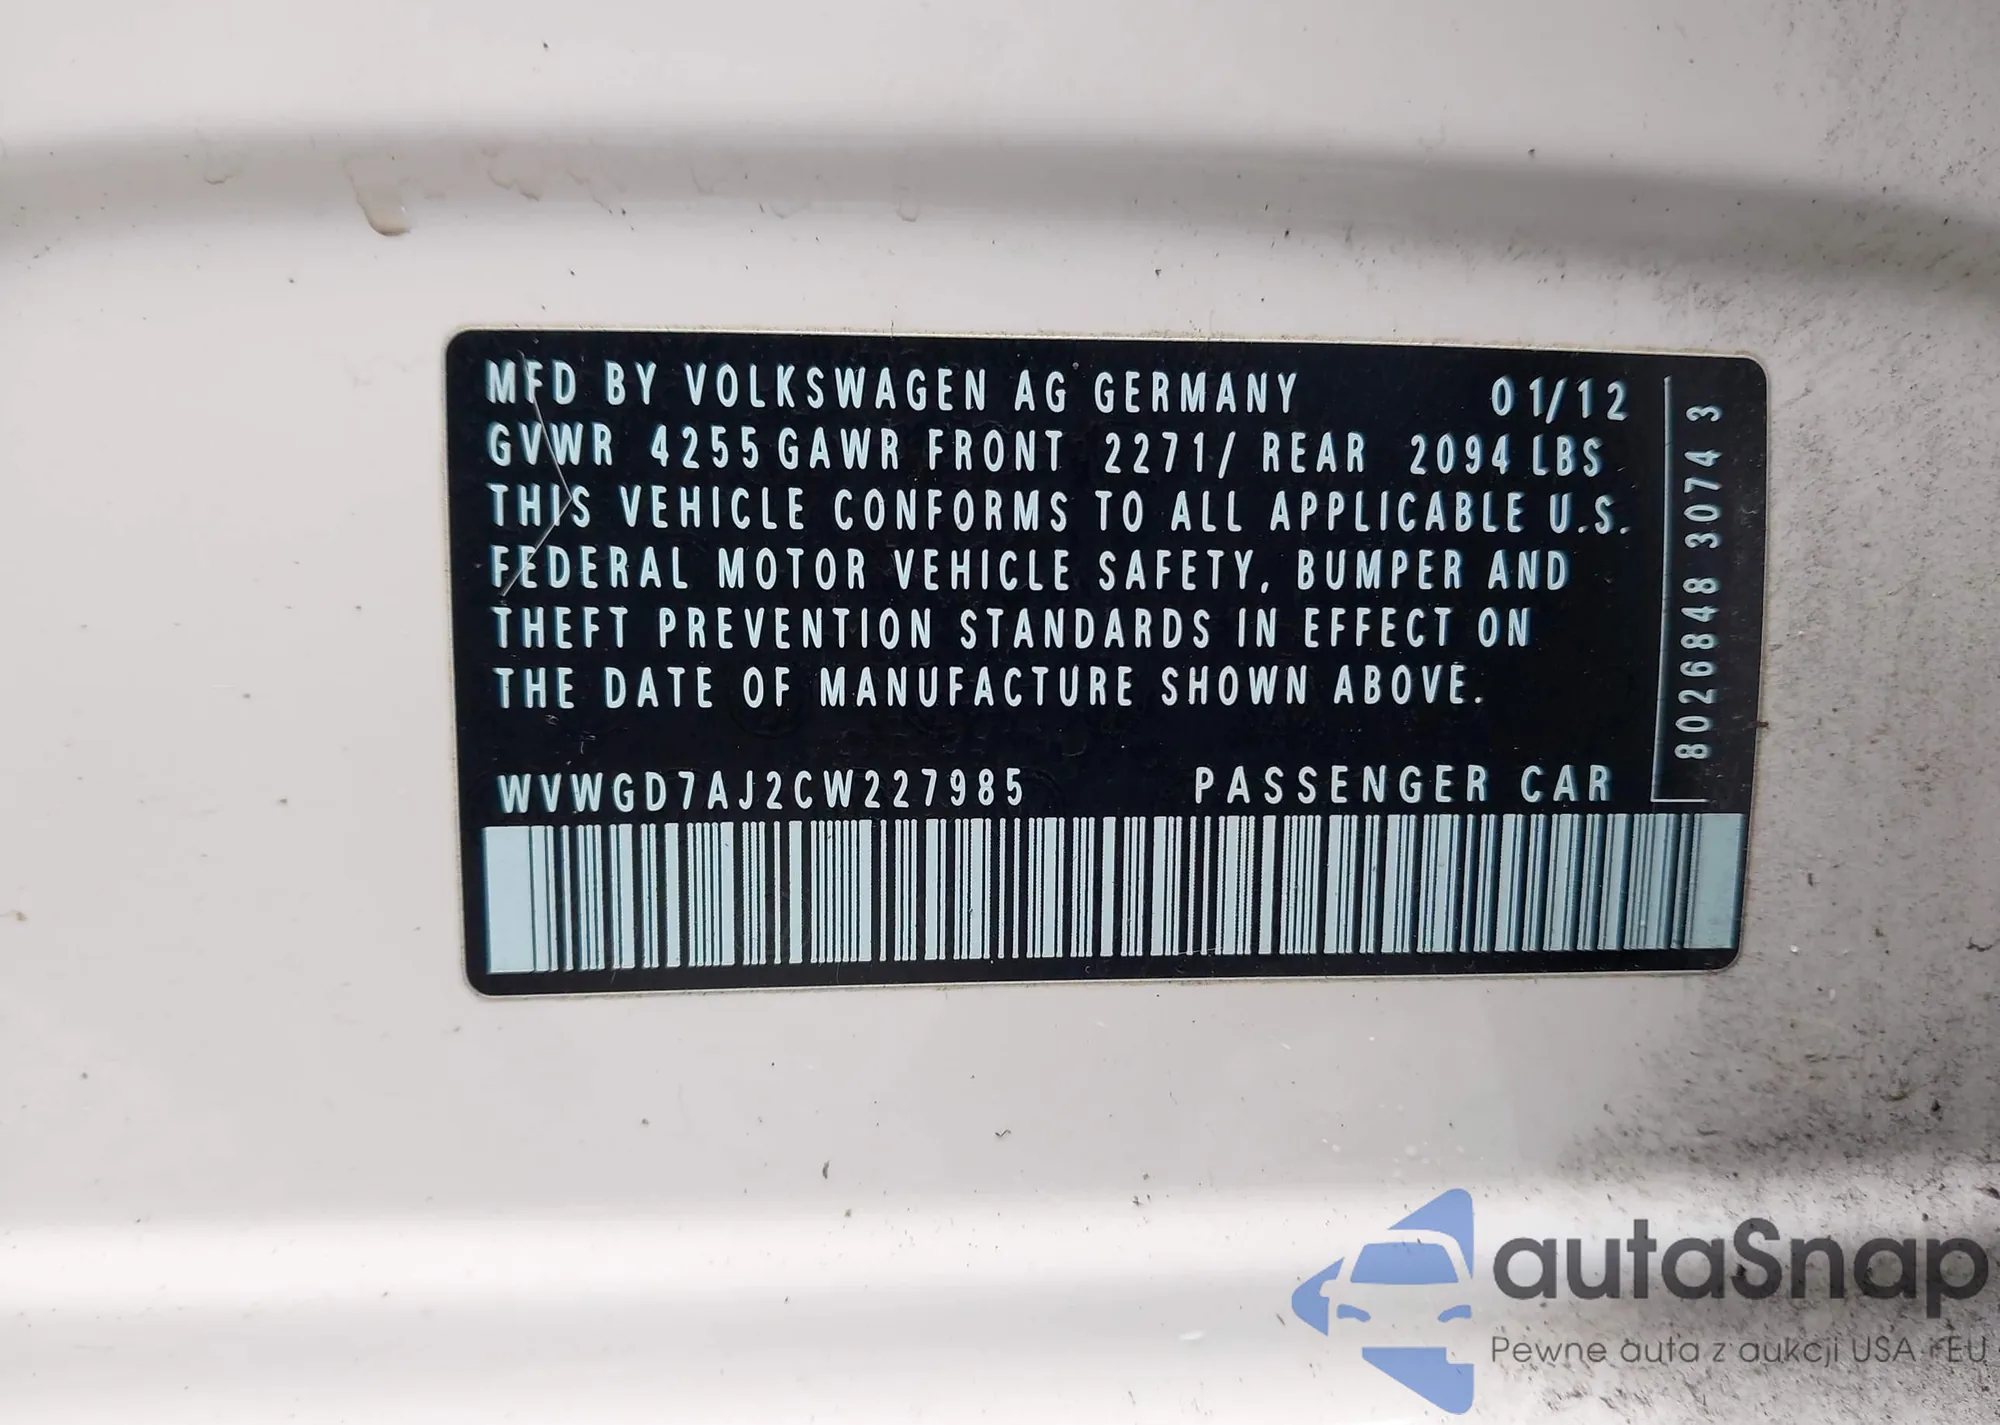 MFD BY VOLKSWAGEN AG GERMANY 01/12
GVWR 4255 GAWR FRONT 2271/ REAR 2094 LBS
THIS VEHICLE CONFORMS TO ALL APPLICABLE U.S.
FEDERAL MOTOR VEHICLE SAFETY, BUMPER AND
THEFT PREVENTION STANDARDS IN EFFECT ON
THE DATE OF MANUFACTURE SHOWN ABOVE.
WVWGD7AJ2CW227985 PASSENGER CAR
8026848 3074 3
autaSnap
Pewne auta z aukcji USA i EU